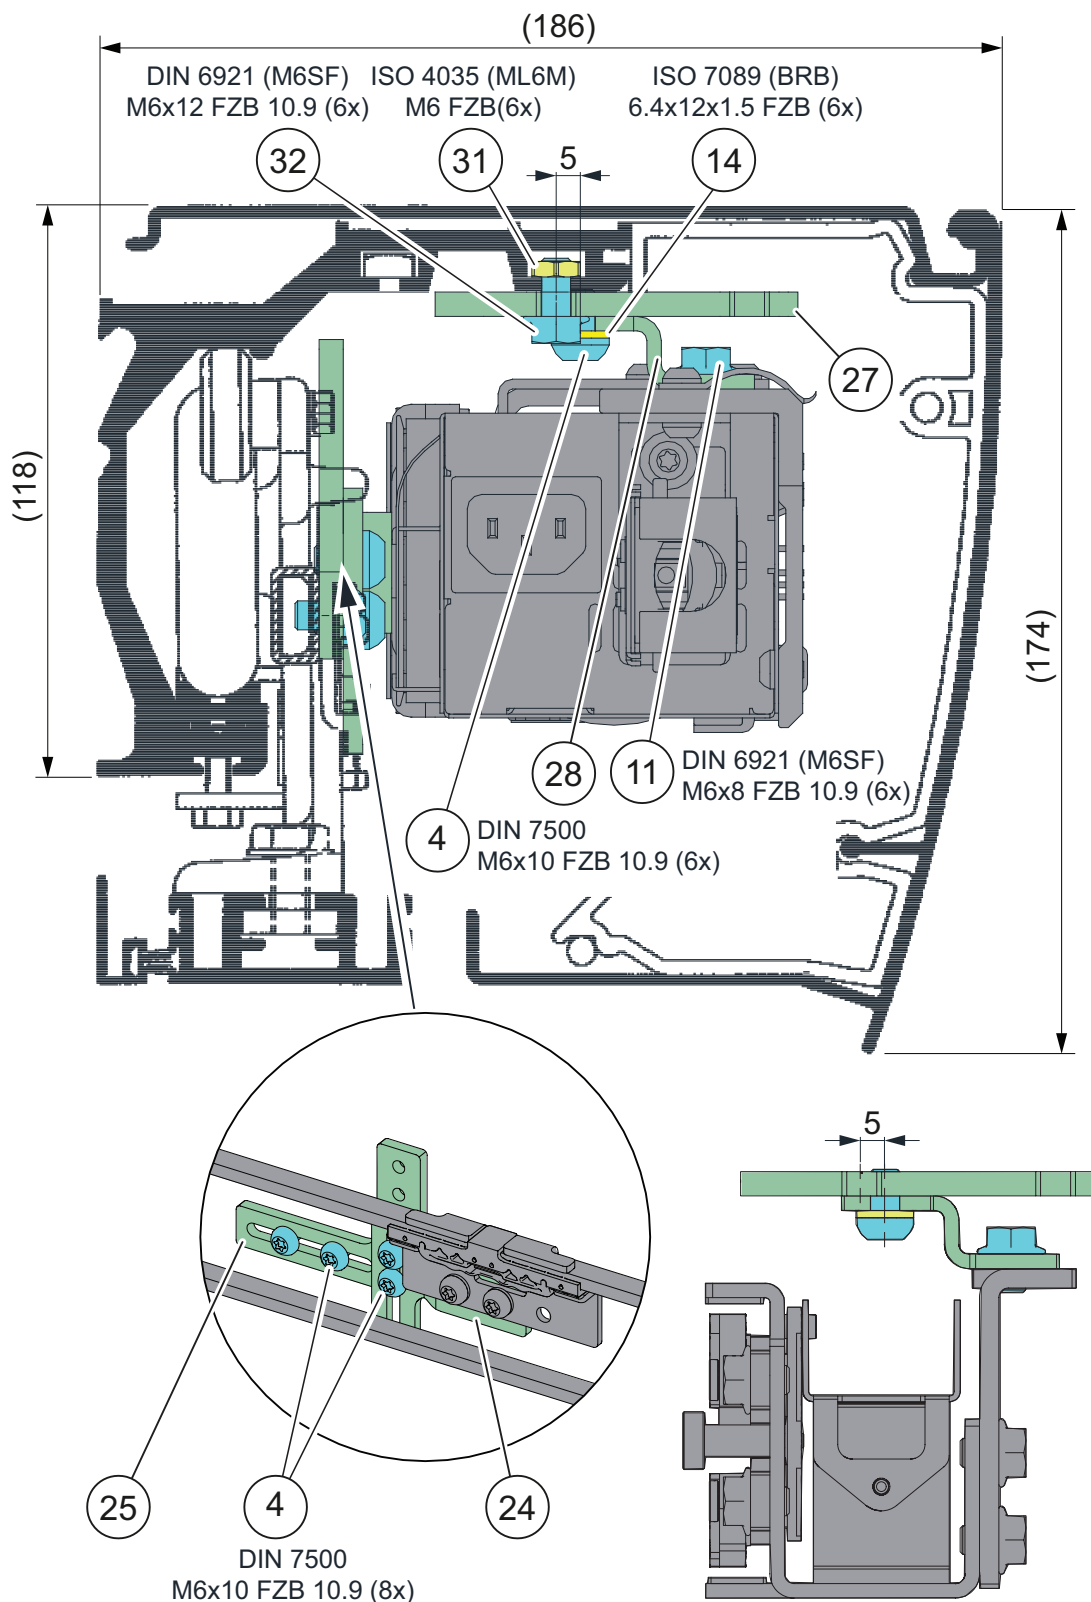 (186)
DIN 6921 (M6SF)
M6x12 FZB 10.9 (6x)
ISO 4035 (ML6M)
M6 FZB(6x)
ISO 7089 (BRB)
6.4x12x1.5 FZB (6x)
32
31
5
14
27
(118)
(174)
28
11
DIN 6921 (M6SF)
M6x8 FZB 10.9 (6x)
4
DIN 7500
M6x10 FZB 10.9 (6x)
5
25
4
24
DIN 7500
M6x10 FZB 10.9 (8x)